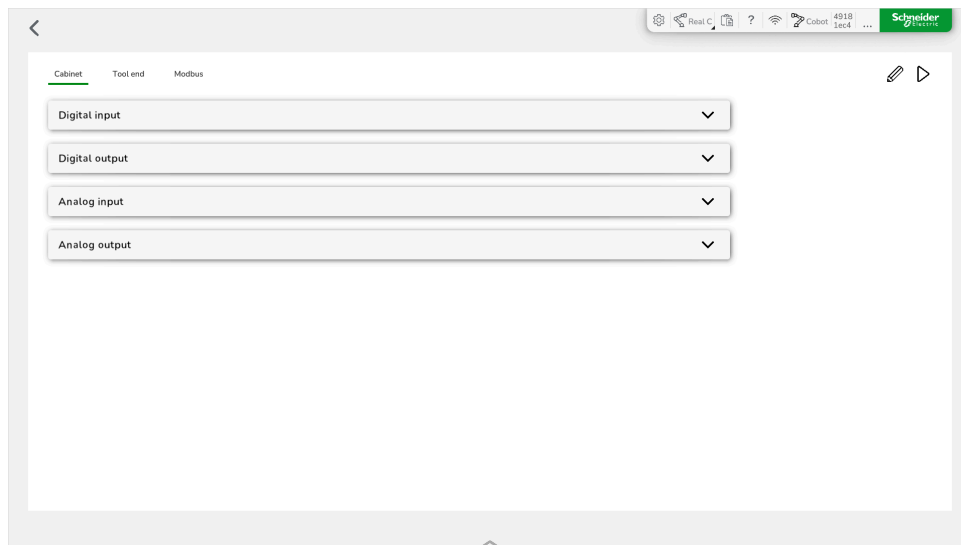 Real C
?
Cobot
4918
1ec4
...
Schneider
Electric
Cabinet
Tool end
Modbus
Digital input
Digital output
Analog input
Analog output